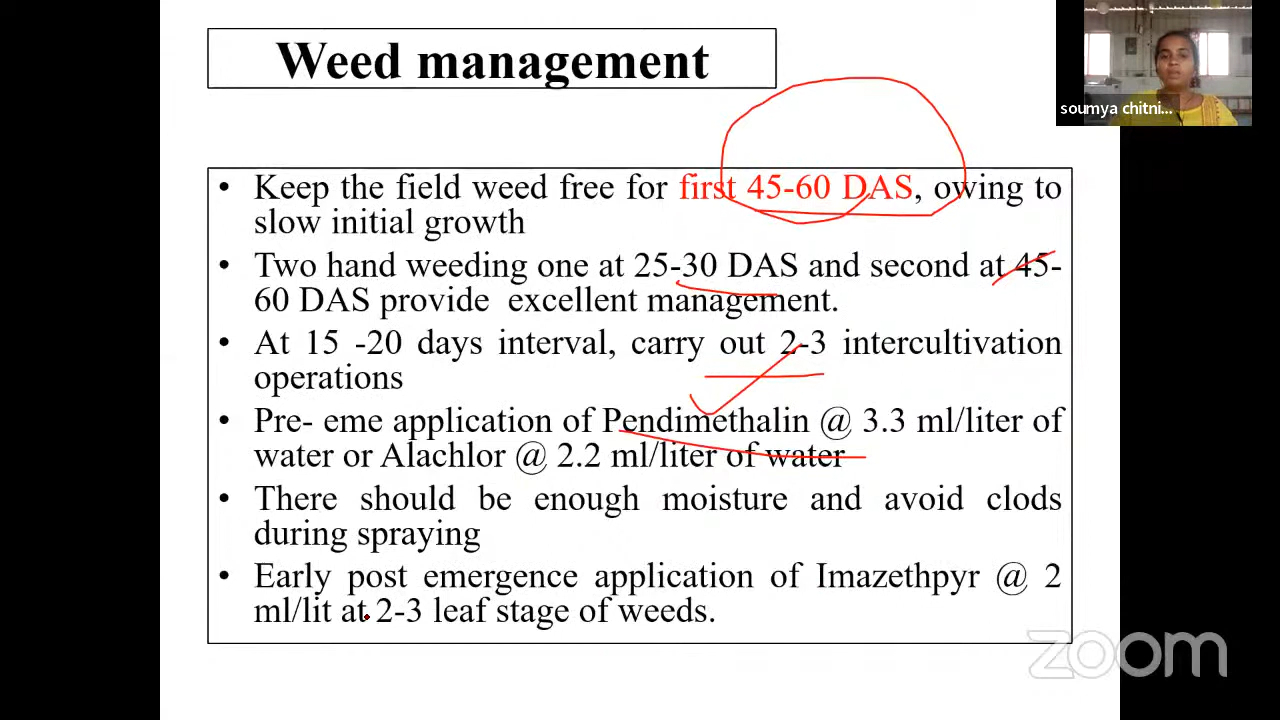 Weed management
soumya chitni...
• Keep the field weed free for first 45-60 DAS, owing to
slow initial growth
• Two hand weeding one at 25-30 DAS and second at 45-
60 DAS provide excellent management.
• At 15 -20 days interval, carry out 2-3 intercultivation
operations
• Pre- eme application of Pendimethalin @ 3.3 ml/liter of
water or Alachlor @ 2.2 ml/liter of water
• There should be enough moisture and avoid clods
during spraying
• Early post emergence application of Imazethpyr @ 2
ml/lit at 2-3 leaf stage of weeds.
zoom